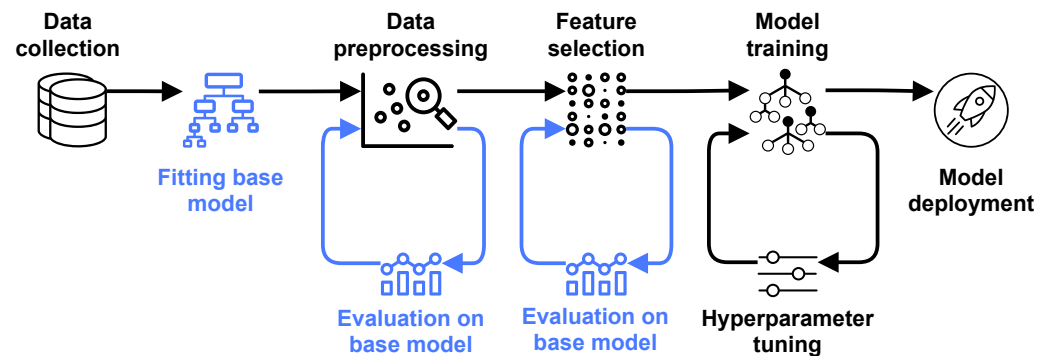 Data
collection
Data
preprocessing
Feature
selection
Model
training
Fitting base
model
Model
deployment
Evaluation on
base model
Evaluation on
base model
Hyperparameter
tuning